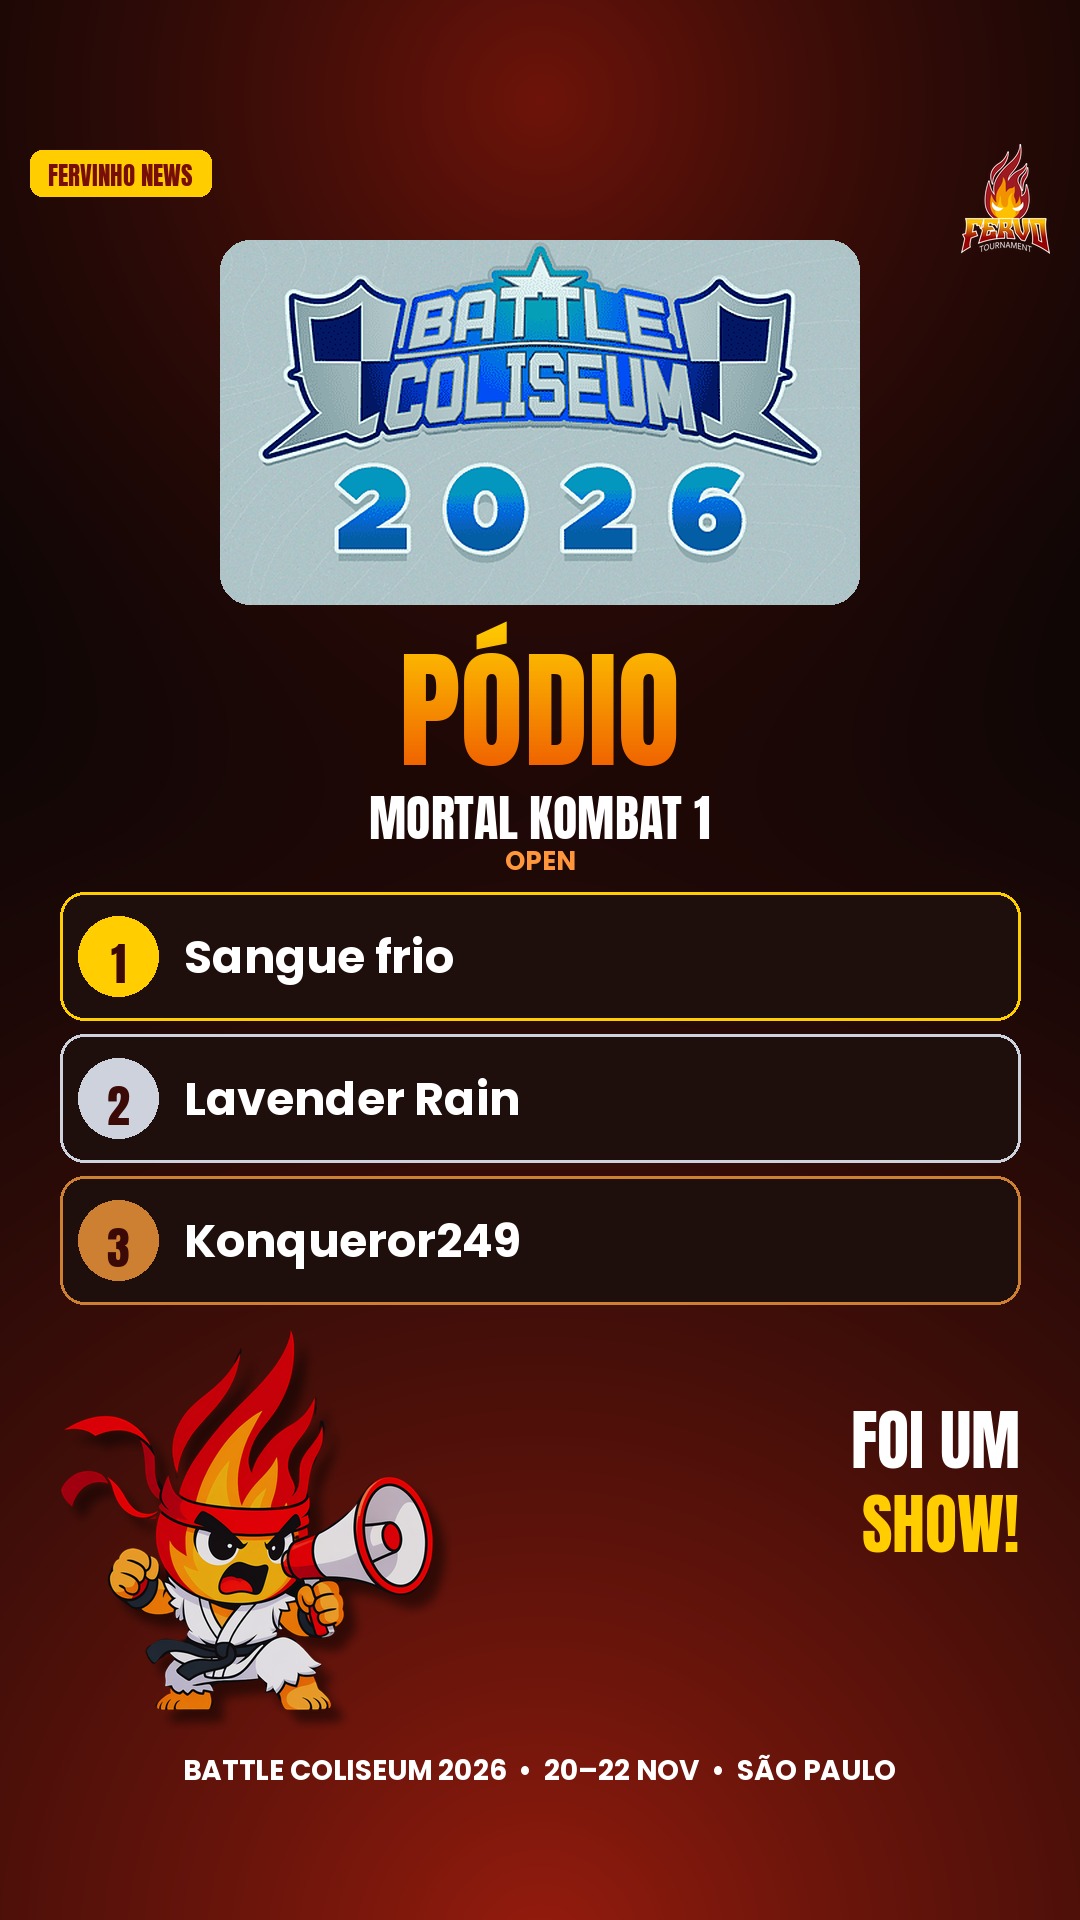 FERVINHO NEWS
FERVO
TOURNAMENT
BATTLE
COLISEUM
2026
PÓDIO
MORTAL KOMBAT 1
OPEN
1 Sangue frio
2 Lavender Rain
3 Konqueror249
FOI UM
SHOW!
BATTLE COLISEUM 2026 • 20–22 NOV • SÃO PAULO